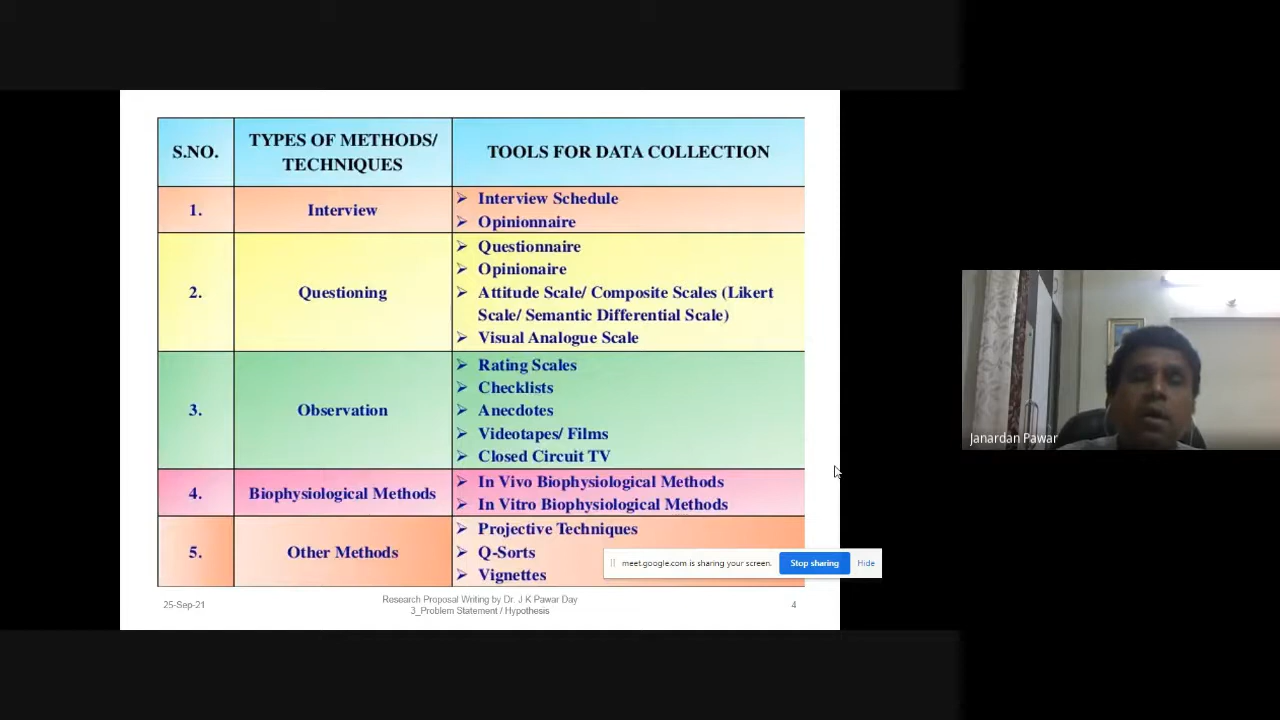 S.NO.
TYPES OF METHODS/
TECHNIQUES
TOOLS FOR DATA COLLECTION
1.
Interview
Interview Schedule
Opinionnaire
2.
Questioning
Questionnaire
Opinionaire
Attitude Scale/ Composite Scales (Likert
Scale/ Semantic Differential Scale)
Visual Analogue Scale
3.
Observation
Rating Scales
Checklists
Anecdotes
Videotapes/ Films
Closed Circuit TV
4.
Biophysiological Methods
In Vivo Biophysiological Methods
In Vitro Biophysiological Methods
5.
Other Methods
Projective Techniques
Q-Sorts
Vignettes
meet.google.com is sharing your screen.
Stop sharing
Hide
25-Sep-21
Research Proposal Writing by Dr. J K Pawar Day
3_Problem Statement / Hypothesis
4
Janardan Pawar